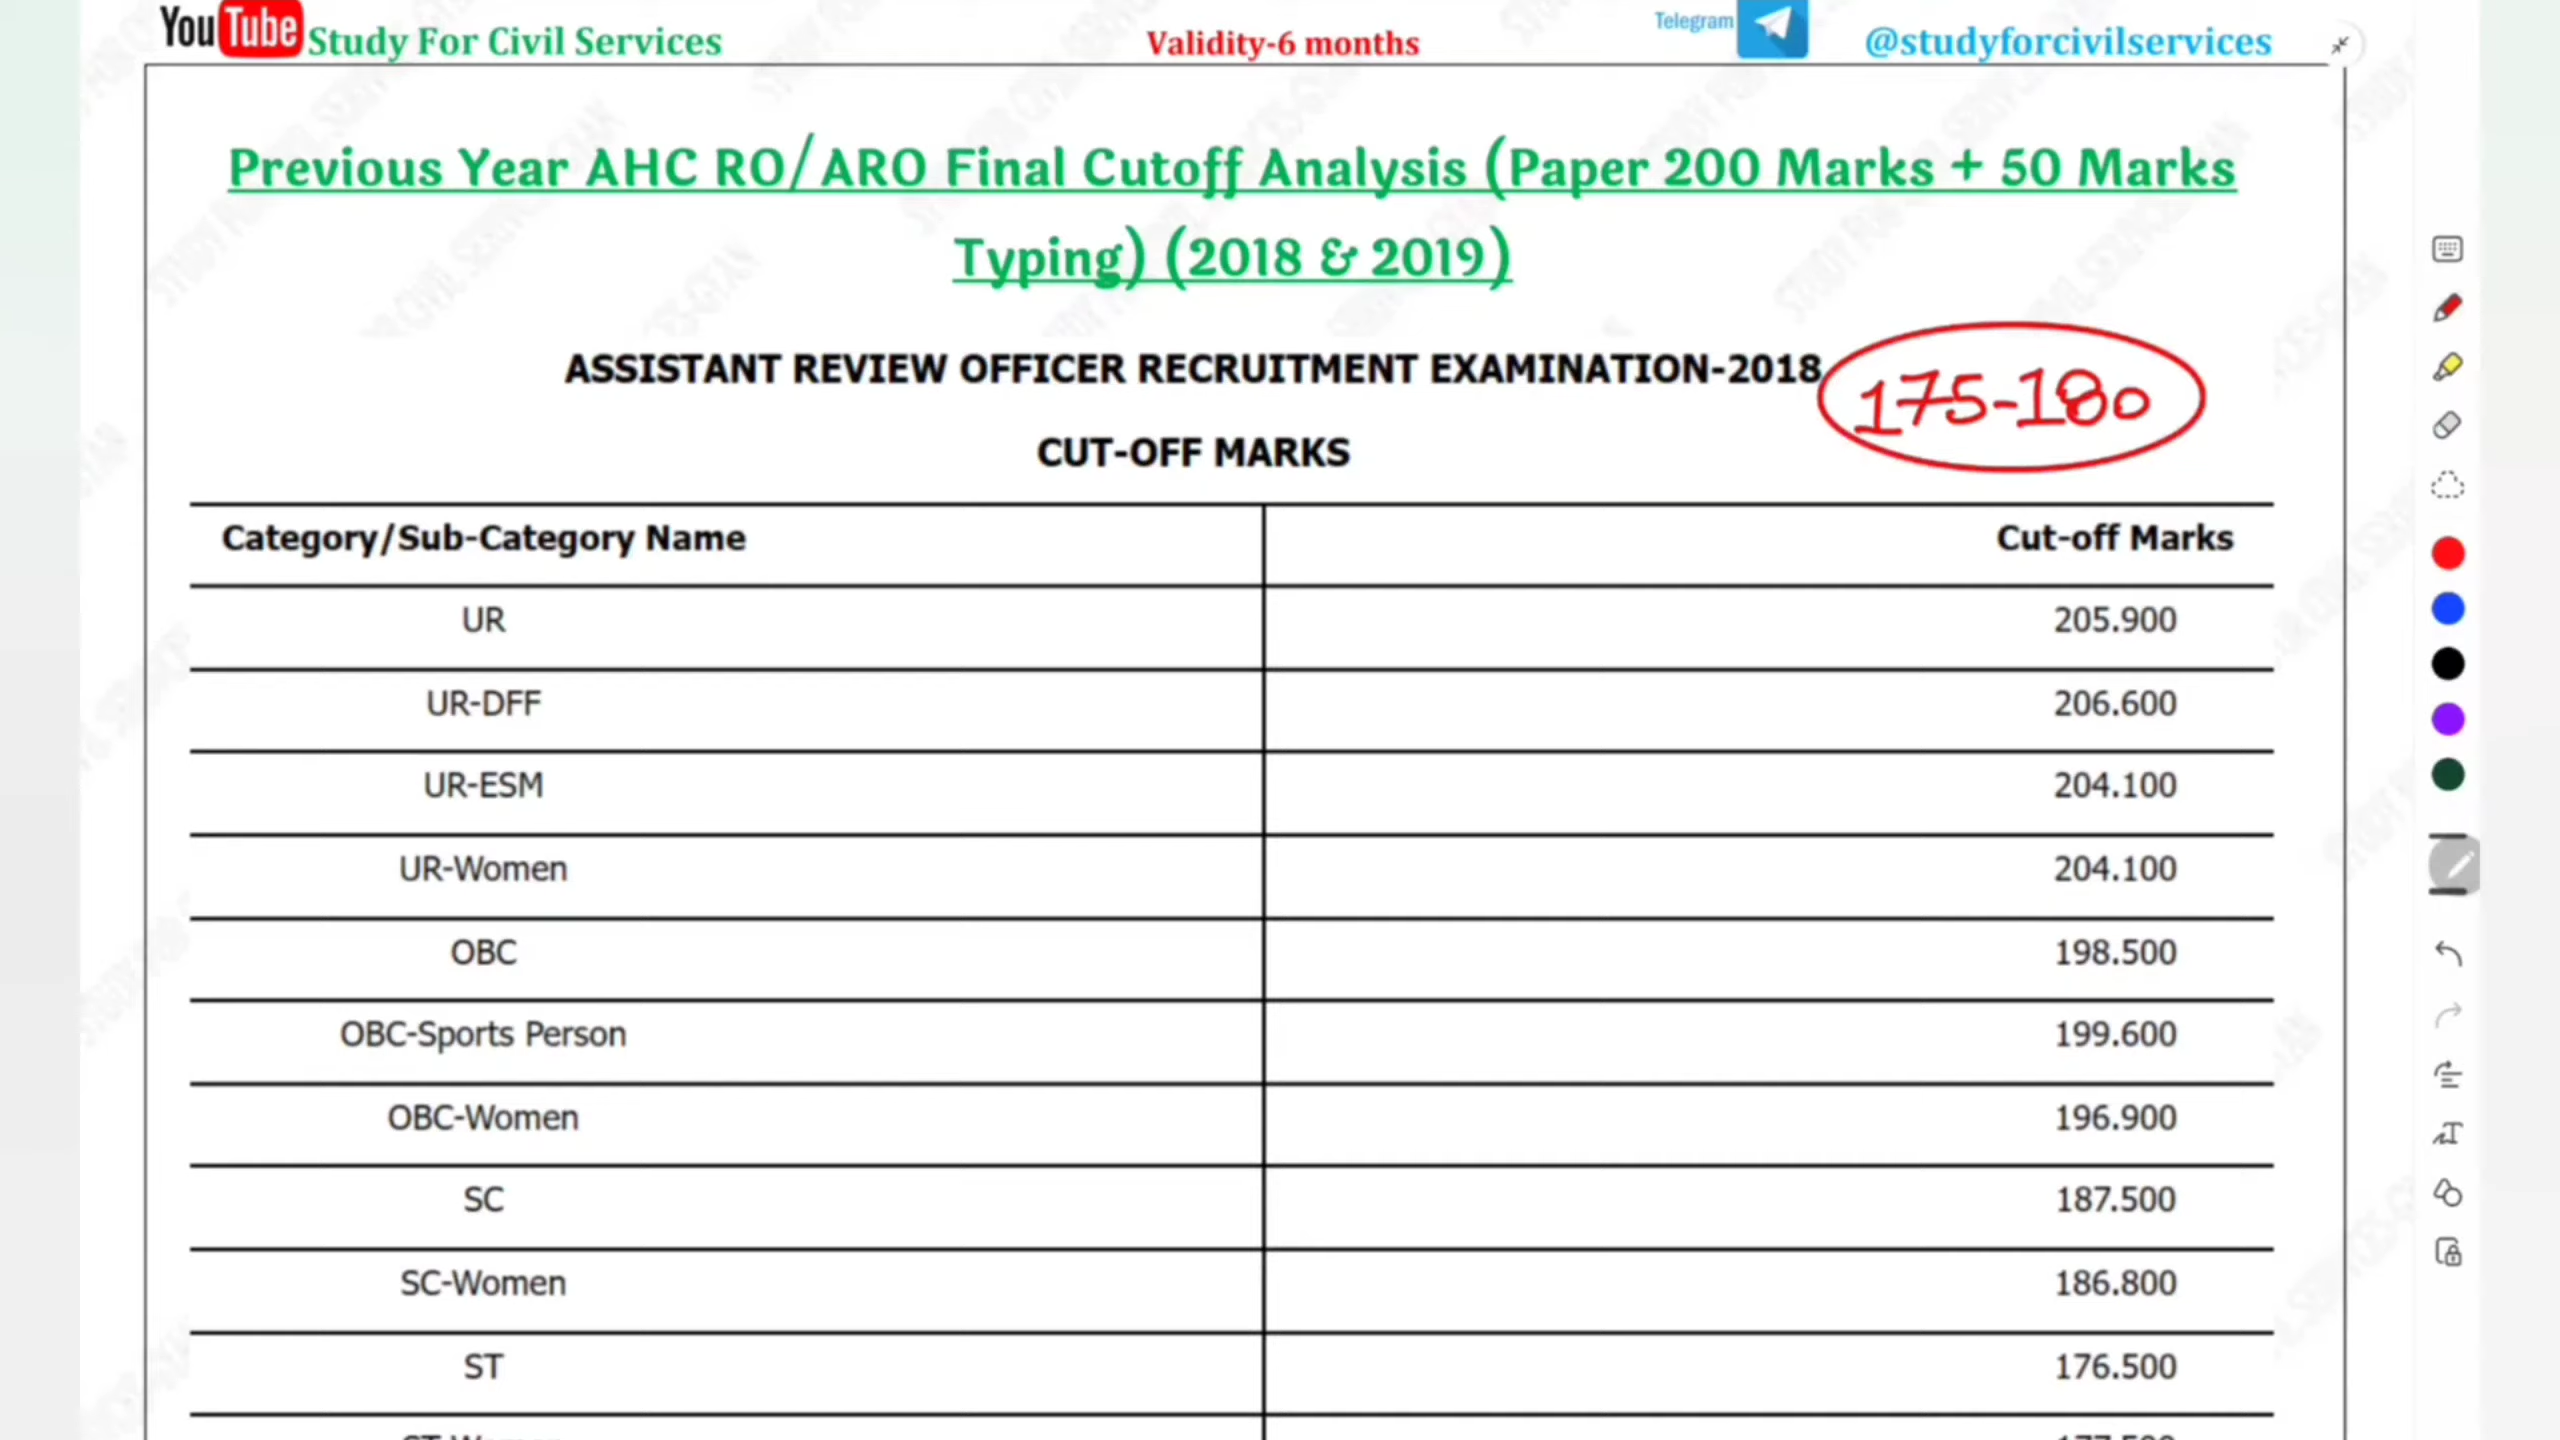 YouTube Study For Civil Services Validity-6 months Telegram @studyforcivilservices
Previous Year AHC RO/ARO Final Cutoff Analysis (Paper 200 Marks + 50 Marks
Typing) (2018 & 2019)
ASSISTANT REVIEW OFFICER RECRUITMENT EXAMINATION-2018 175-180
CUT-OFF MARKS
Category/Sub-Category Name Cut-off Marks
UR 205.900
UR-DFF 206.600
UR-ESM 204.100
UR-Women 204.100
OBC 198.500
OBC-Sports Person 199.600
OBC-Women 196.900
SC 187.500
SC-Women 186.800
ST 176.500